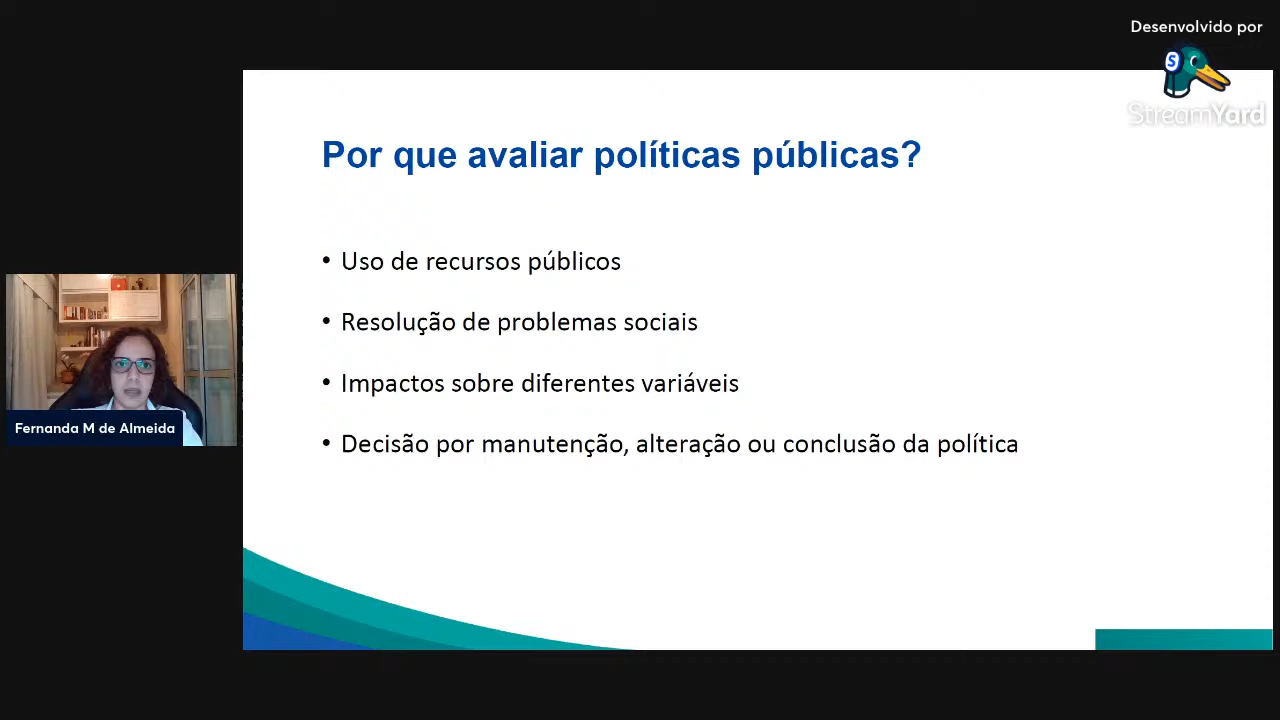 Desenvolvido por
S
StreamYard
Por que avaliar políticas públicas?
• Uso de recursos públicos
• Resolução de problemas sociais
• Impactos sobre diferentes variáveis
• Decisão por manutenção, alteração ou conclusão da política
Fernanda M de Almeida